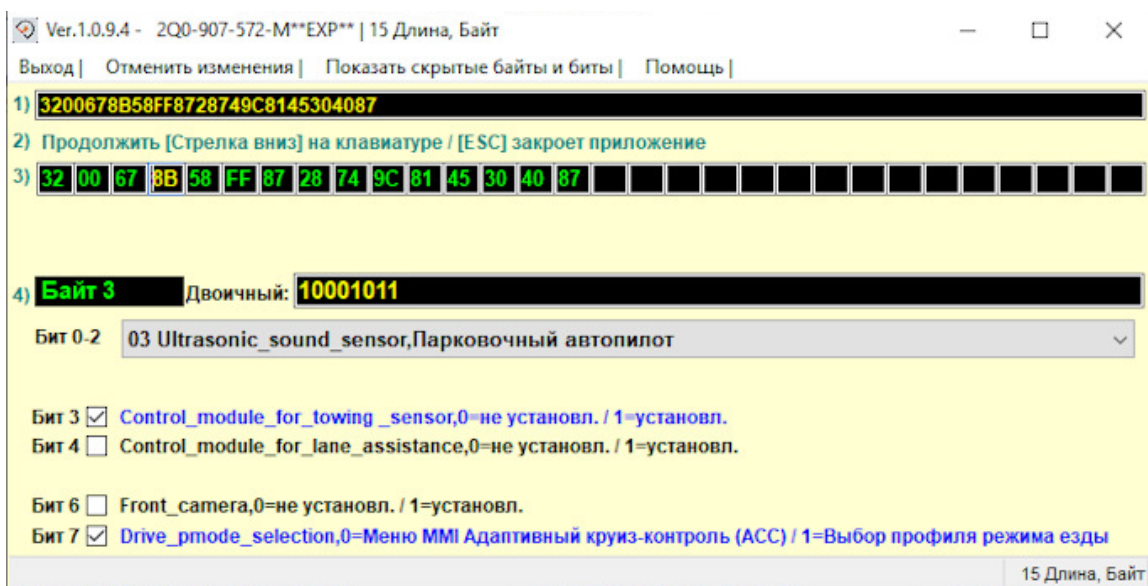 Ver.1.0.9.4 - 2Q0-907-572-M**EXP** | 15 Длина, Байт
Выход | Отменить изменения | Показать скрытые байты и биты | Помощь |
1) 3200678B58FF8728749C8145304087
2) Продолжить [Стрелка вниз] на клавиатуре / [ESC] закроет приложение
3) 32 00 67 8B 58 FF 87 28 74 9C 81 45 30 40 87
4) Байт 3 Двоичный: 10001011
Бит 0-2 03 Ultrasonic_sound_sensor,Парковочный автопилот
Бит 3 Control_module_for_towing _sensor,0=не установл. / 1=установл.
Бит 4 Control_module_for_lane_assistance,0=не установл. / 1=установл.
Бит 6 Front_camera,0=не установл. / 1=установл.
Бит 7 Drive_pmode_selection,0=Меню MMI Адаптивный круиз-контроль (ACC) / 1=Выбор профиля режима езды
15 Длина, Байт